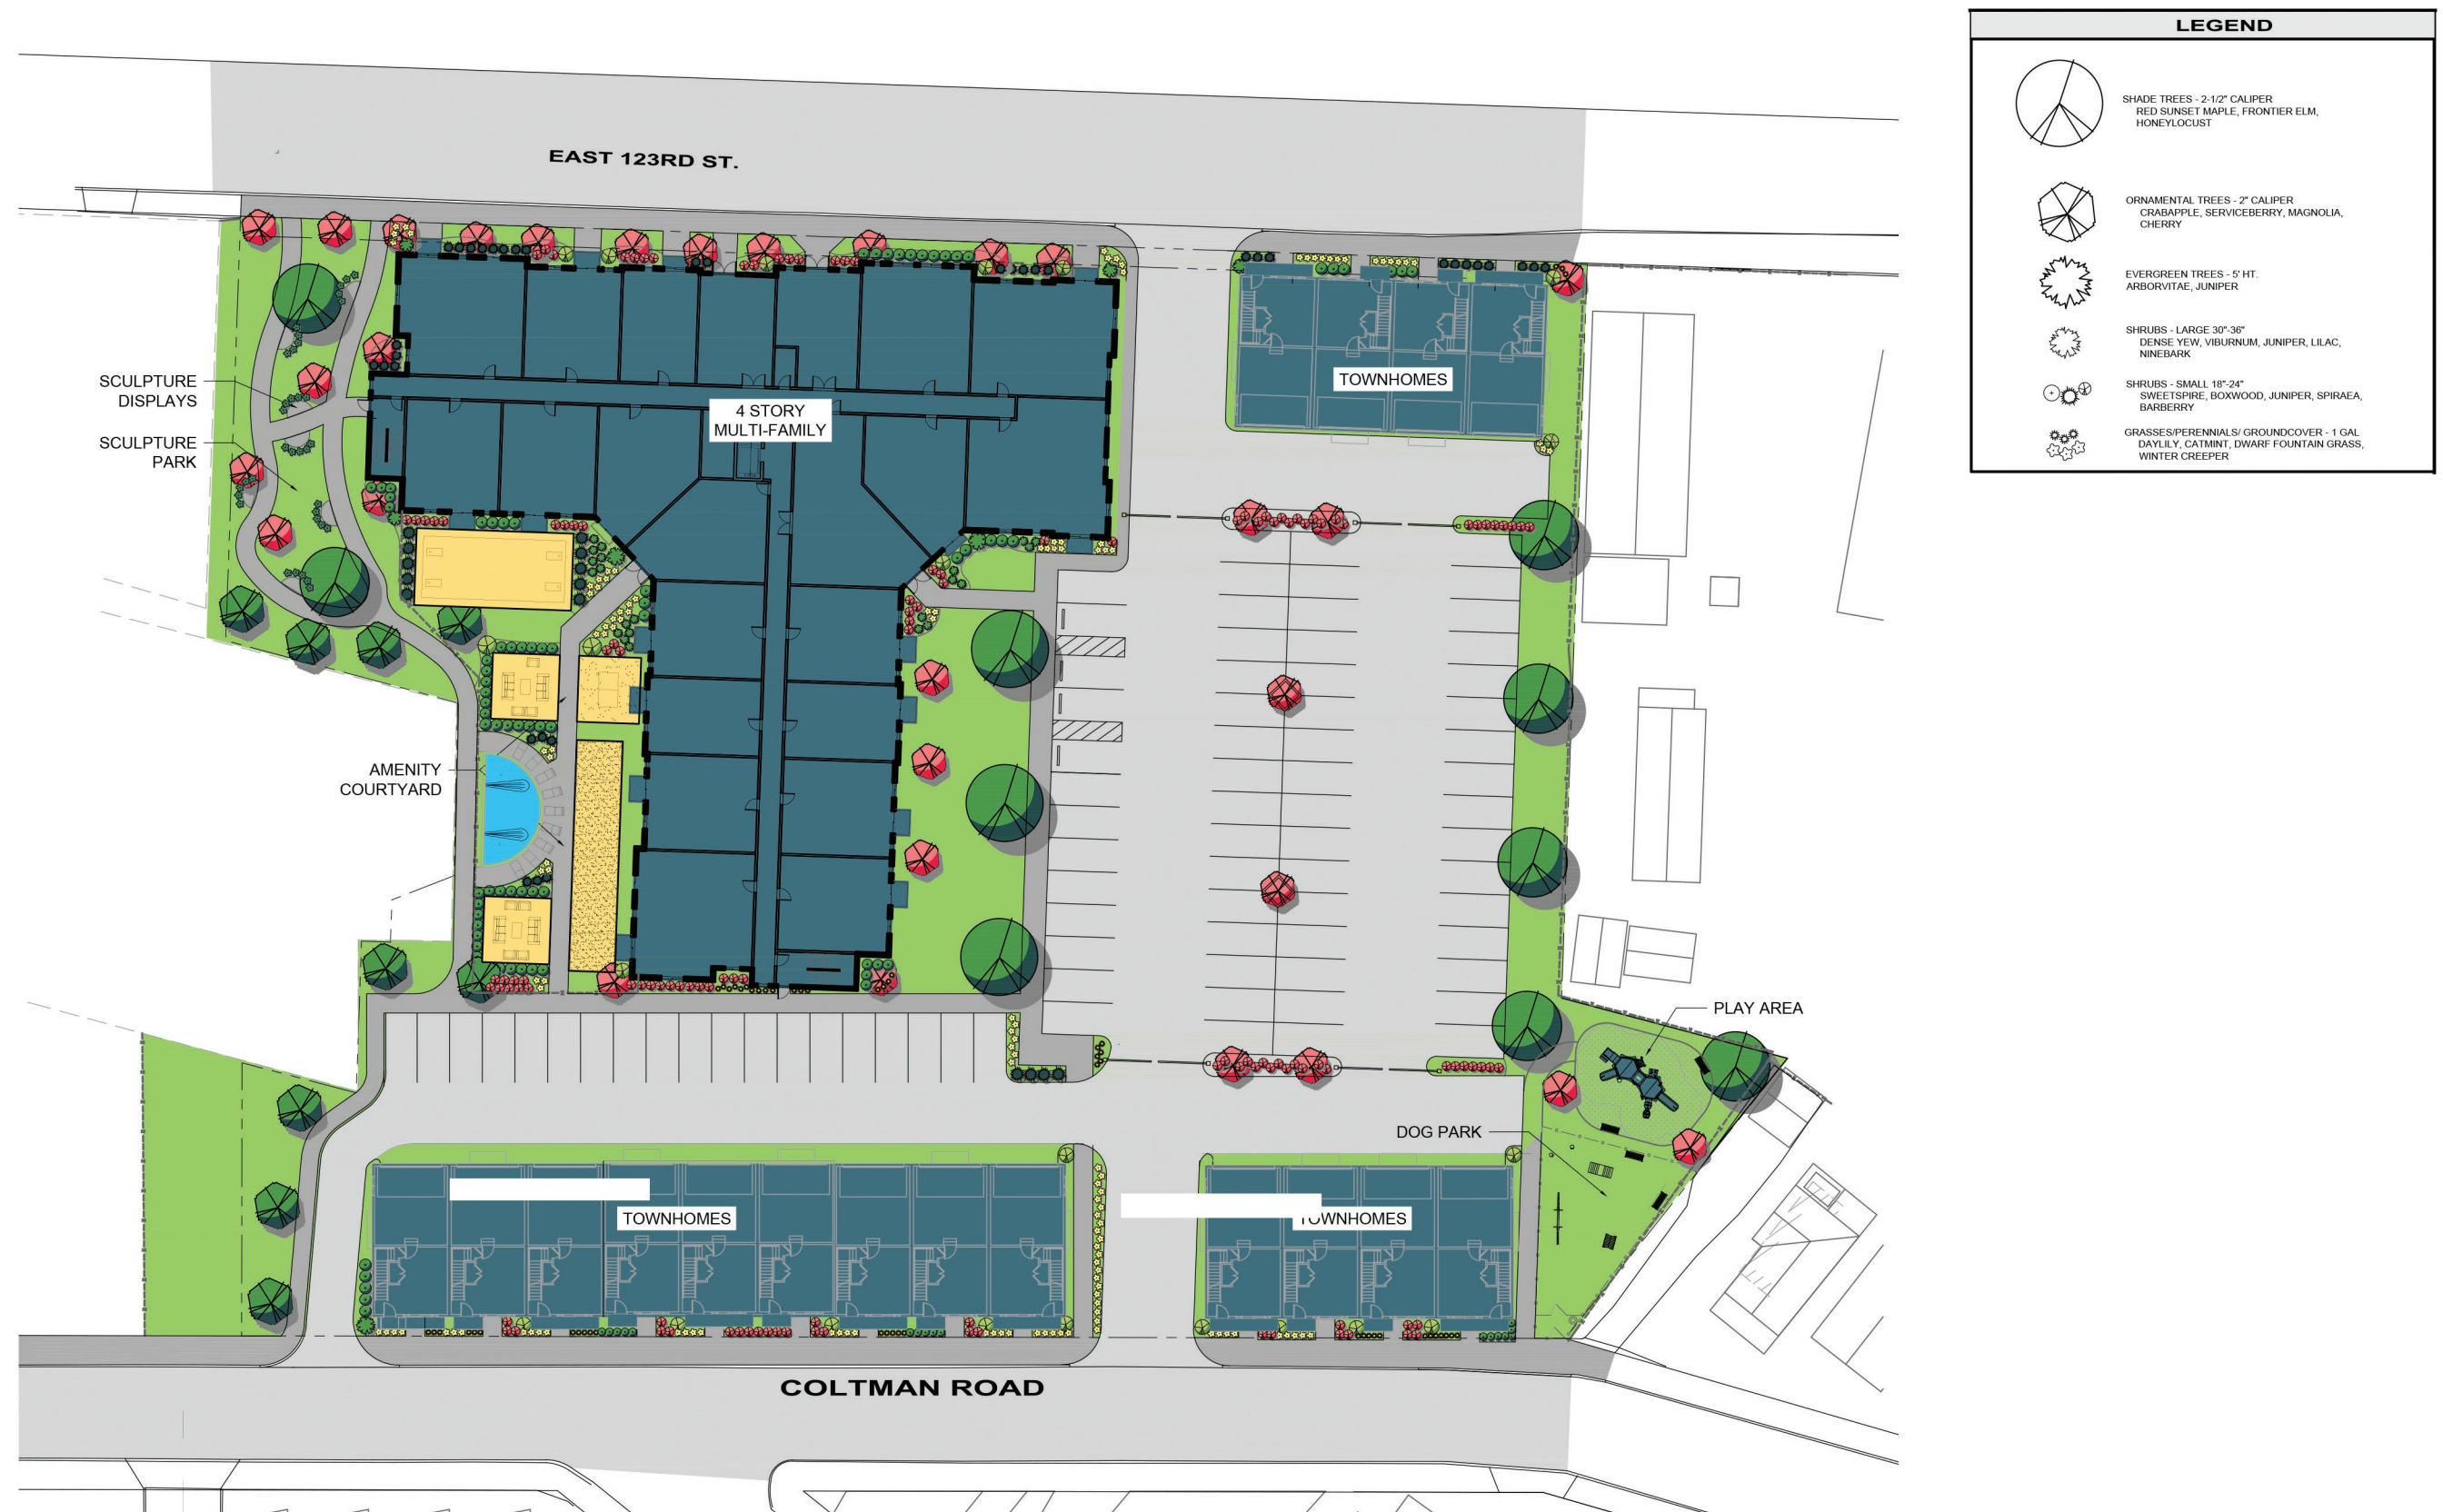 LEGEND
SHADE TREES - 2-1/2" CALIPER
RED SUNSET MAPLE, FRONTIER ELM,
HONEYLOCUST
ORNAMENTAL TREES - 2" CALIPER
CRABAPPLE, SERVICEBERRY, MAGNOLIA,
CHERRY
EVERGREEN TREES - 5' HT.
ARBORVITAE, JUNIPER
SHRUBS - LARGE 30"-36"
DENSE YEW, VIBURNUM, JUNIPER, LILAC,
NINEBARK
SHRUBS - SMALL 18"-24"
SWEETSPIRE, BOXWOOD, JUNIPER, SPIRAEA,
BARBERRY
GRASSES/PERENNIALS/ GROUNDCOVER - 1 GAL
DAYLILY, CATMINT, DWARF FOUNTAIN GRASS,
WINTER CREEPER
EAST 123RD ST.
SCULPTURE
DISPLAYS
TOWNHOMES
4 STORY
MULTI-FAMILY
SCULPTURE
PARK
AMENITY
COURTYARD
PLAY AREA
DOG PARK
TOWNHOMES
TOWNHOMES
COLTMAN ROAD